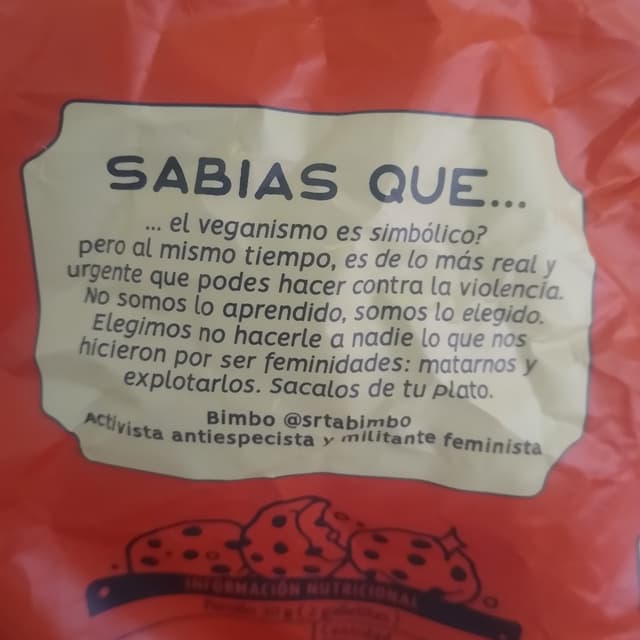 SABIAS QUE...
... el veganismo es simbólico?
pero al mismo tiempo, es de lo más real y
urgente que podes hacer contra la violencia.
No somos lo aprendido, somos lo elegido.
Elegimos no hacerle a nadie lo que nos
hicieron por ser feminidades: matarnos y
explotarlos. Sacalos de tu plato.
Bimbo @srtabimbo
Activista antiespecista y militante feminista
INFORMACIÓN NUTRICIONAL